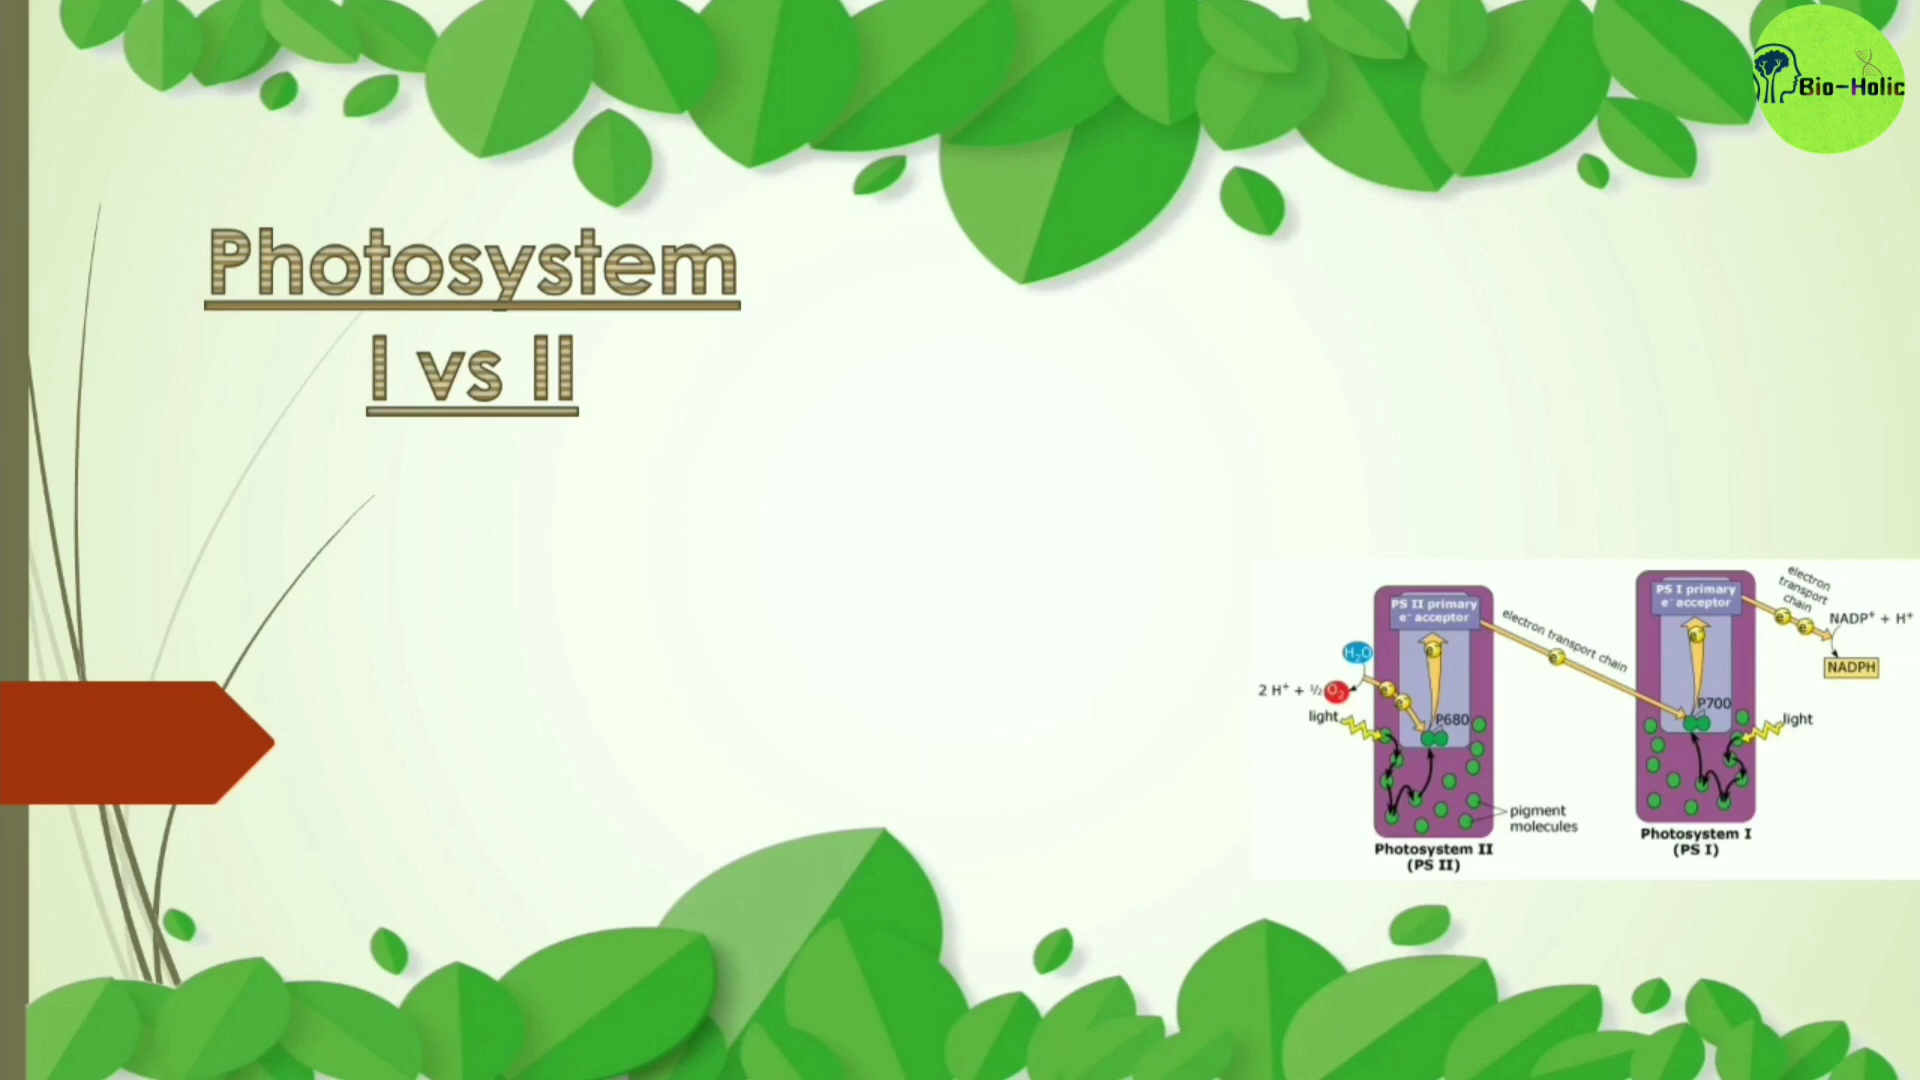 Bio-Holic
Photosystem
I vs II
PS II primary
e⁻ acceptor
H₂O
2 H⁺ + ½ O₂
light
e⁻
P680
electron transport chain
e⁻
pigment
molecules
Photosystem II
(PS II)
PS I primary
e⁻ acceptor
electron
transport
chain
e⁻
e⁻
NADP⁺ + H⁺
NADPH
e⁻
P700
light
Photosystem I
(PS I)